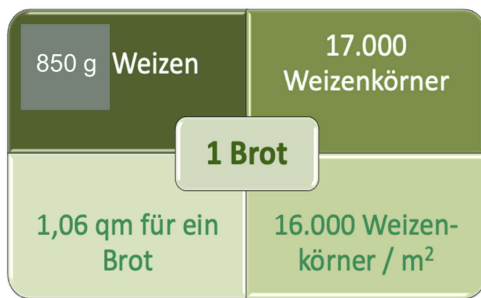 850 g Weizen
17.000
Weizenkörner
1 Brot
1,06 qm für ein
Brot
16.000 Weizen-
körner / m²